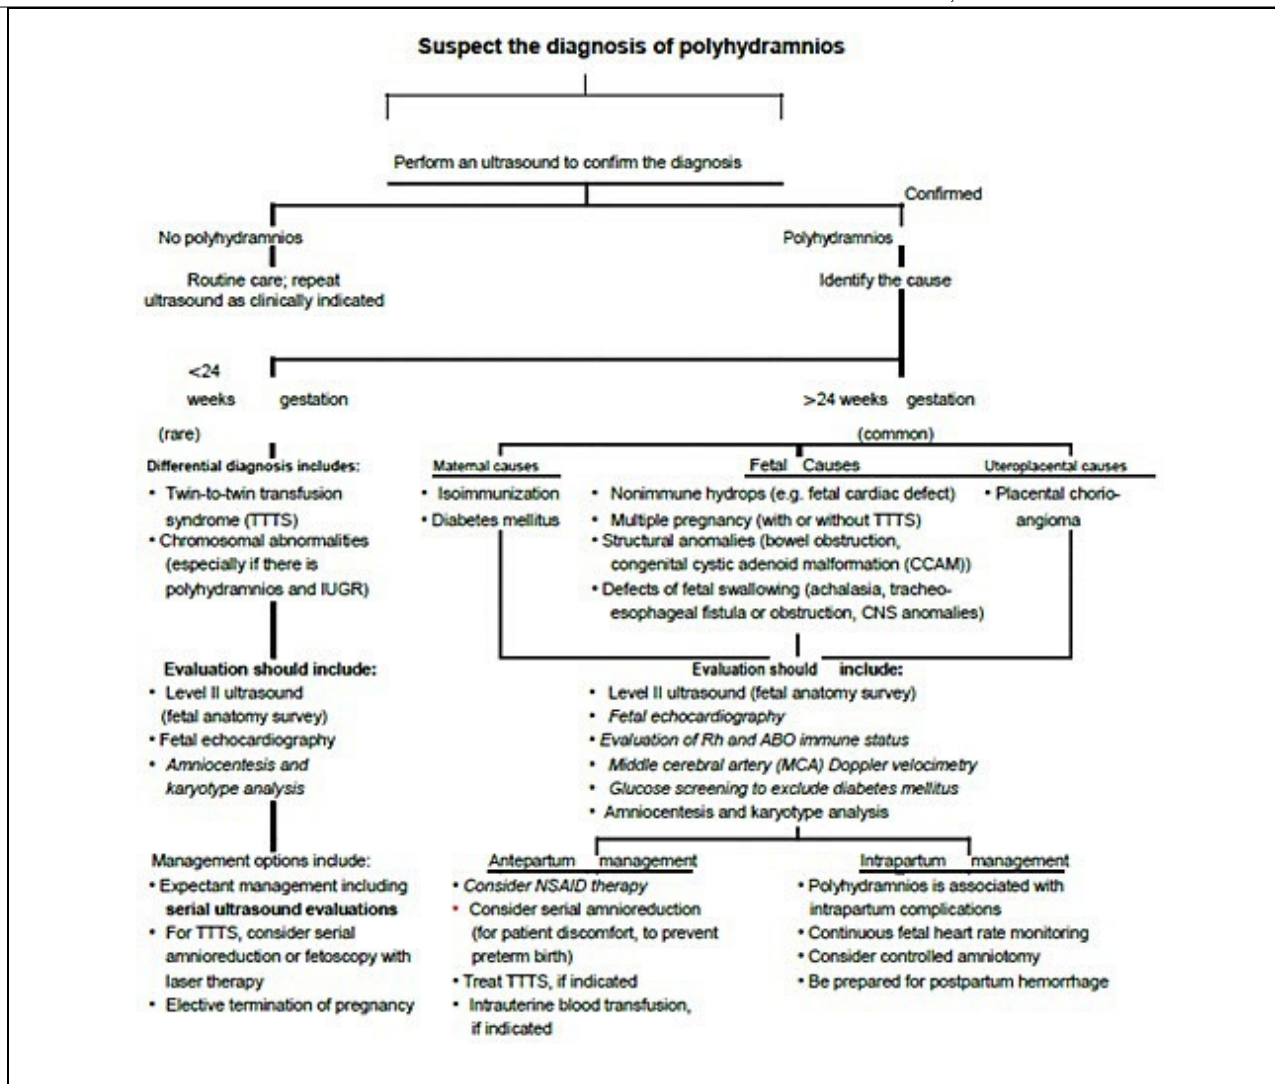 Suspect the diagnosis of polyhydramnios
Perform an ultrasound to confirm the diagnosis
Confirmed
No polyhydramnios
Polyhydramnios
Routine care; repeat
ultrasound as clinically indicated
Identify the cause
<24
weeks gestation
(rare)
>24 weeks gestation
(common)
Differential diagnosis includes:
• Twin-to-twin transfusion
syndrome (TTTS)
• Chromosomal abnormalities
(especially if there is
polyhydramnios and IUGR)
Maternal causes
• Isoimmunization
• Diabetes mellitus
Fetal Causes
• Nonimmune hydrops (e.g. fetal cardiac defect)
• Multiple pregnancy (with or without TTTS)
• Structural anomalies (bowel obstruction,
congenital cystic adenoid malformation (CCAM))
• Defects of fetal swallowing (achalasia, tracheo-
esophageal fistula or obstruction, CNS anomalies)
Uteroplacental causes
• Placental chorio-
angioma
Evaluation should include:
• Level II ultrasound
(fetal anatomy survey)
• Fetal echocardiography
• Amniocentesis and
karyotype analysis
Evaluation should include:
• Level II ultrasound (fetal anatomy survey)
• Fetal echocardiography
• Evaluation of Rh and ABO immune status
• Middle cerebral artery (MCA) Doppler velocimetry
• Glucose screening to exclude diabetes mellitus
• Amniocentesis and karyotype analysis
Management options include:
• Expectant management including
serial ultrasound evaluations
• For TTTS, consider serial
amnioreduction or fetoscopy with
laser therapy
• Elective termination of pregnancy
Antepartum management
• Consider NSAID therapy
• Consider serial amnioreduction
(for patient discomfort, to prevent
preterm birth)
• Treat TTTS, if indicated
• Intrauterine blood transfusion,
if indicated
Intrapartum management
• Polyhydramnios is associated with
intrapartum complications
• Continuous fetal heart rate monitoring
• Consider controlled amniotomy
• Be prepared for postpartum hemorrhage